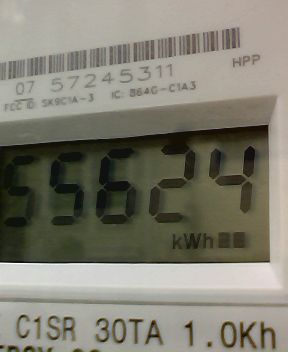 07 57245311
HPP
FCC ID: SK9C1A-3 IC: 864G-C1A3
55624
kWh
C1SR 30TA 1.0Kh